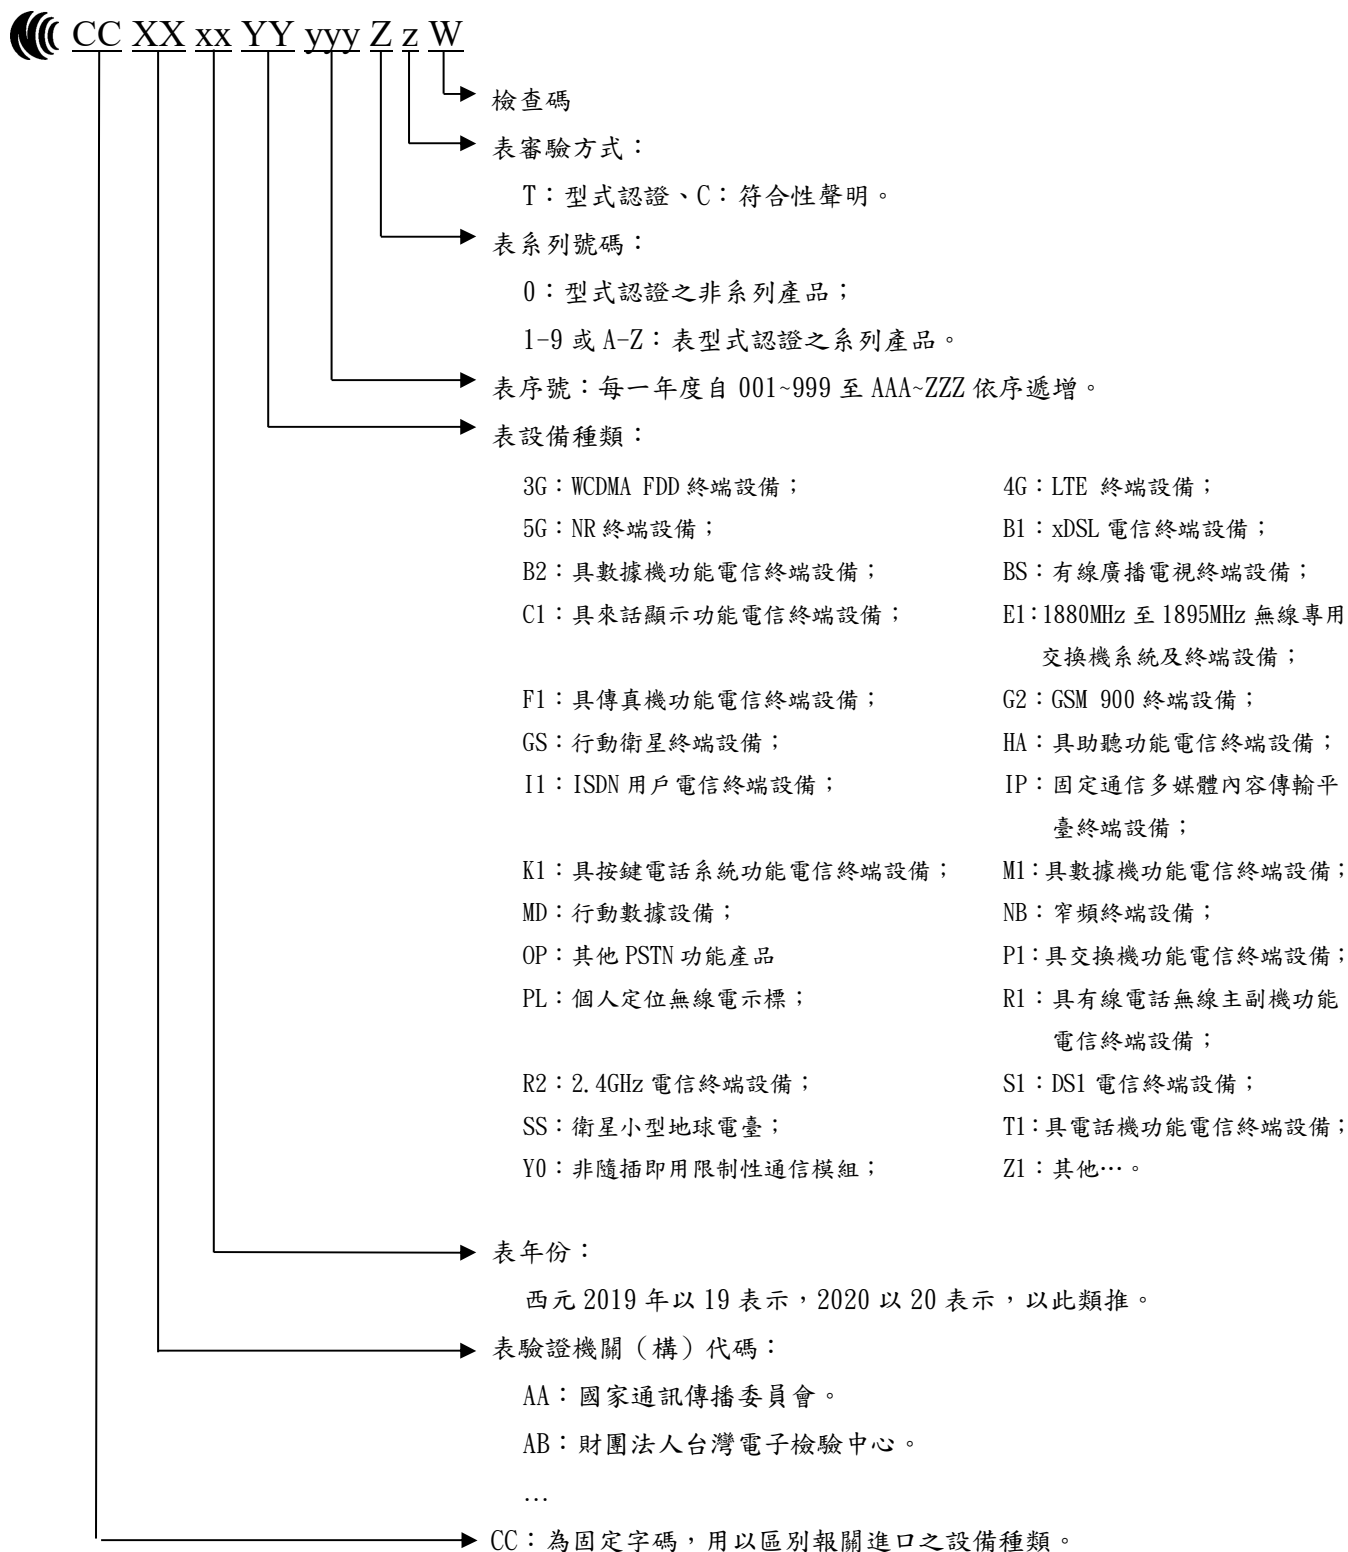 CC XX xx YY yyy Z z W
檢查碼
表審驗方式：
T：型式認證、C：符合性聲明。
表系列號碼：
0：型式認證之非系列產品；
1-9 或 A-Z：表型式認證之系列產品。
表序號：每一年度自 001~999 至 AAA~ZZZ 依序遞增。
表設備種類：
3G：WCDMA FDD 終端設備； 4G：LTE 終端設備；
5G：NR 終端設備； B1：xDSL 電信終端設備；
B2：具數據機功能電信終端設備； BS：有線廣播電視終端設備；
C1：具來話顯示功能電信終端設備； E1：1880MHz 至 1895MHz 無線專用
交換機系統及終端設備；
F1：具傳真機功能電信終端設備； G2：GSM 900 終端設備；
GS：行動衛星終端設備； HA：具助聽功能電信終端設備；
I1：ISDN 用戶電信終端設備； IP：固定通信多媒體內容傳輸平
臺終端設備；
K1：具按鍵電話系統功能電信終端設備； M1：具數據機功能電信終端設備；
MD：行動數據設備； NB：窄頻終端設備；
OP：其他 PSTN 功能產品 P1：具交換機功能電信終端設備；
PL：個人定位無線電示標； R1：具有線電話無線主副機功能
電信終端設備；
R2：2.4GHz 電信終端設備； S1：DS1 電信終端設備；
SS：衛星小型地球電臺； T1：具電話機功能電信終端設備；
Y0：非隨插即用限制性通信模組； Z1：其他…。
表年份：
西元 2019 年以 19 表示，2020 以 20 表示，以此類推。
表驗證機關（構）代碼：
AA：國家通訊傳播委員會。
AB：財團法人台灣電子檢驗中心。
…
CC：為固定字碼，用以區別報關進口之設備種類。